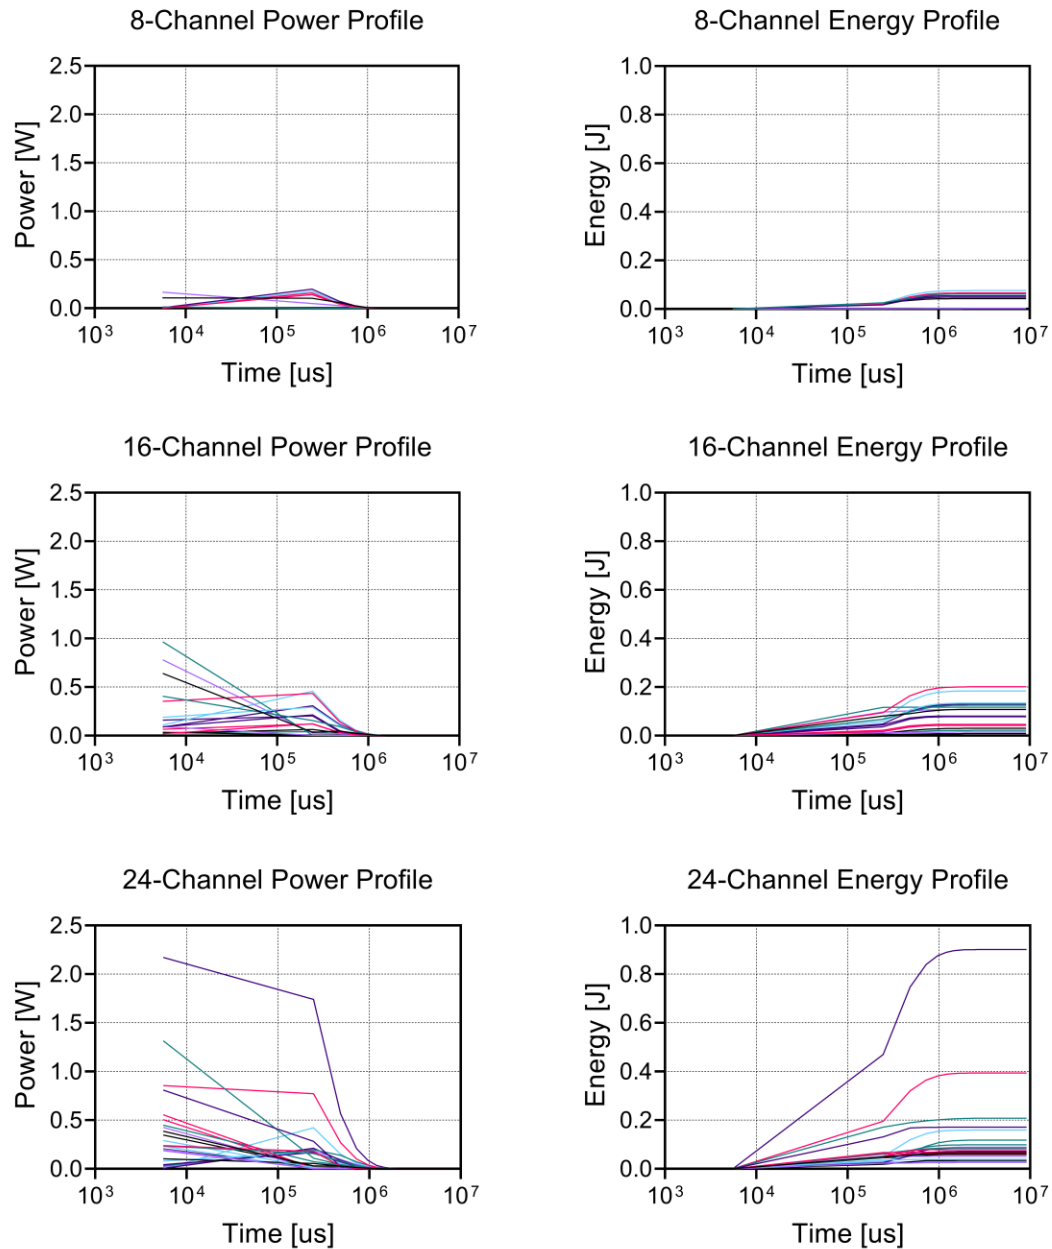 8-Channel Power Profile
Power [W]
2.5
2.0
1.5
1.0
0.5
0.0
10³ 10⁴ 10⁵ 10⁶ 10⁷
Time [us]
8-Channel Energy Profile
Energy [J]
1.0
0.8
0.6
0.4
0.2
0.0
10³ 10⁴ 10⁵ 10⁶ 10⁷
Time [us]
16-Channel Power Profile
Power [W]
2.5
2.0
1.5
1.0
0.5
0.0
10³ 10⁴ 10⁵ 10⁶ 10⁷
Time [us]
16-Channel Energy Profile
Energy [J]
1.0
0.8
0.6
0.4
0.2
0.0
10³ 10⁴ 10⁵ 10⁶ 10⁷
Time [us]
24-Channel Power Profile
Power [W]
2.5
2.0
1.5
1.0
0.5
0.0
10³ 10⁴ 10⁵ 10⁶ 10⁷
Time [us]
24-Channel Energy Profile
Energy [J]
1.0
0.8
0.6
0.4
0.2
0.0
10³ 10⁴ 10⁵ 10⁶ 10⁷
Time [us]